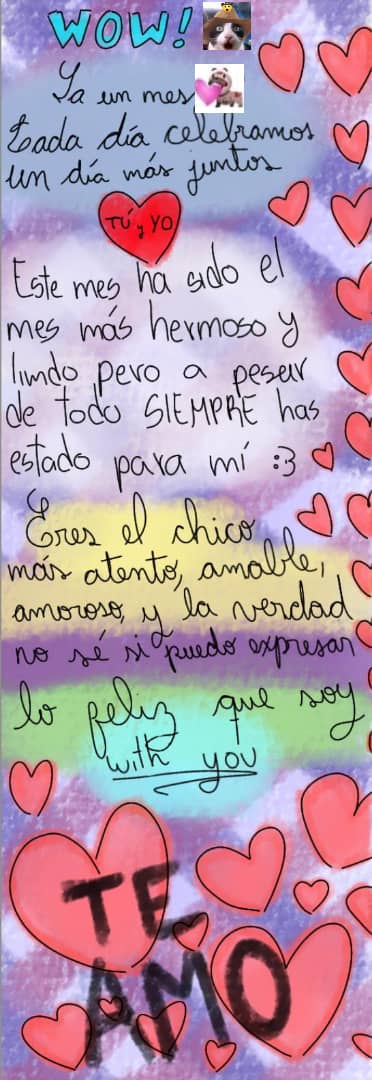 WOW!
Ya un mes
Cada día celebramos
un día más juntos
TÚ y YO
Este mes ha sido el
mes más hermoso y
lindo pero a pesar
de todo SIEMPRE has
estado para mí :3
Eres el chico
más atento, amable,
amoroso, y la verdad
no sé si puedo expresar
lo feliz que soy
with you
TE
AMO